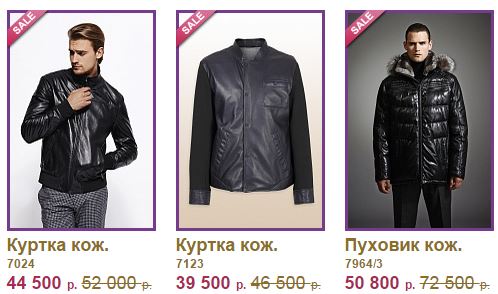 SALE
Куртка кож.
7024
44 500 р. 52 000 р.
SALE
Куртка кож.
7123
39 500 р. 46 500 р.
SALE
Пуховик кож.
7964/3
50 800 р. 72 500 р.